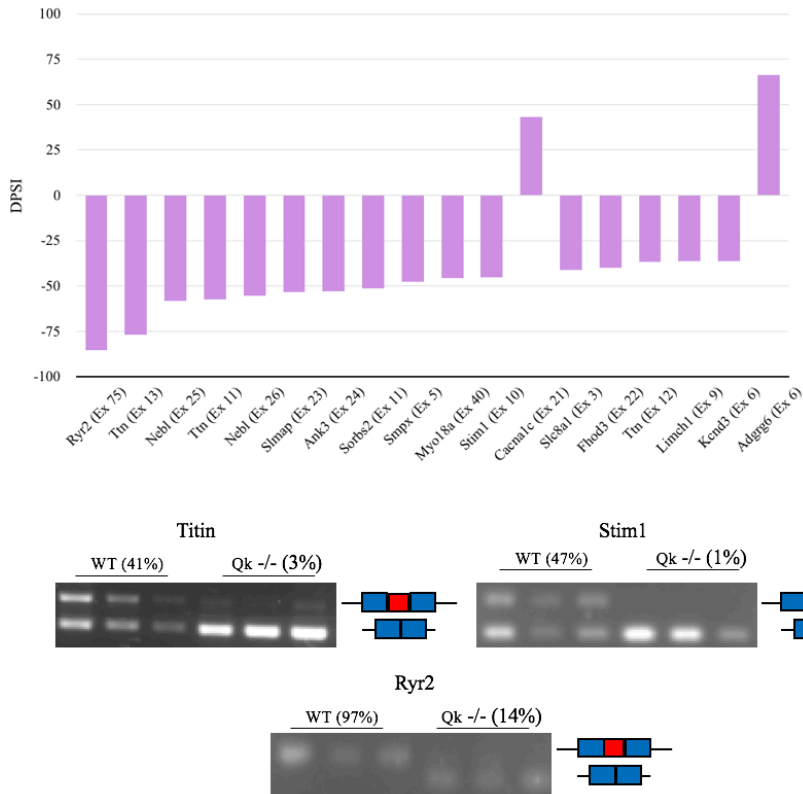 100
75
50
25
0
-25
-50
-75
-100
DPSI
Ryr2 (Ex 75)
Ttn (Ex 13)
Nebl (Ex 25)
Ttn (Ex 11)
Nebl (Ex 26)
Slmap (Ex 23)
Ank3 (Ex 24)
Sorbs2 (Ex 11)
Smpx (Ex 5)
Myo18a (Ex 40)
Stim1 (Ex 10)
Cacna1c (Ex 21)
Slc8a1 (Ex 3)
Fhod3 (Ex 22)
Ttn (Ex 12)
Limch1 (Ex 9)
Kcnd3 (Ex 6)
Adgrg6 (Ex 6)
Titin
WT (41%) Qk -/- (3%)
Stim1
WT (47%) Qk -/- (1%)
Ryr2
WT (97%) Qk -/- (14%)